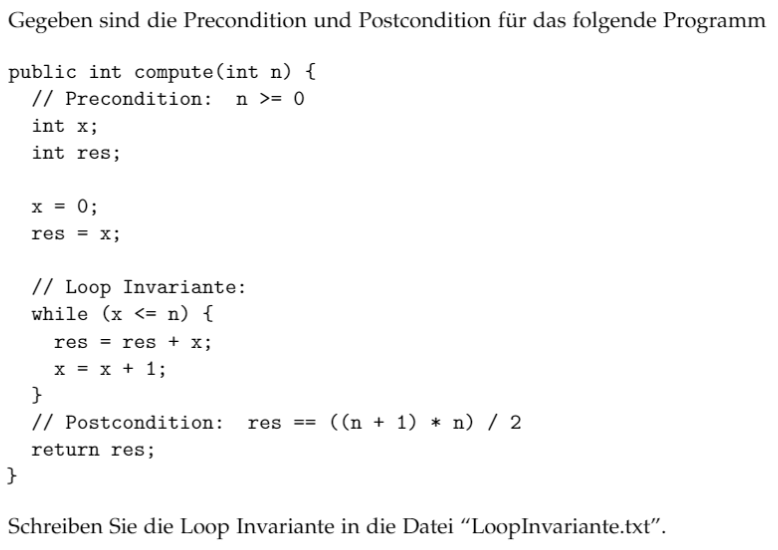 Gegeben sind die Precondition und Postcondition für das folgende Programm
public int compute(int n) {
// Precondition: n >= 0
int x;
int res;
x = 0;
res = x;
// Loop Invariante:
while (x <= n) {
res = res + x;
x = x + 1;
}
// Postcondition: res == ((n + 1) * n) / 2
return res;
}
Schreiben Sie die Loop Invariante in die Datei “LoopInvariante.txt”.